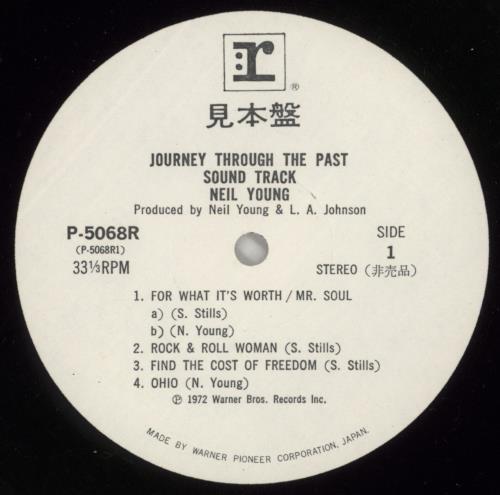 r
®
見本盤
JOURNEY THROUGH THE PAST
SOUND TRACK
NEIL YOUNG
Produced by Neil Young & L. A. Johnson
P-5068R
(P-5068R1)
33⅓RPM
SIDE
1
STEREO (非売品)
1. FOR WHAT IT'S WORTH / MR. SOUL
a) (S. Stills)
b) (N. Young)
2. ROCK & ROLL WOMAN (S. Stills)
3. FIND THE COST OF FREEDOM (S. Stills)
4. OHIO (N. Young)
℗ 1972 Warner Bros. Records Inc.
MADE BY WARNER PIONEER CORPORATION, JAPAN.